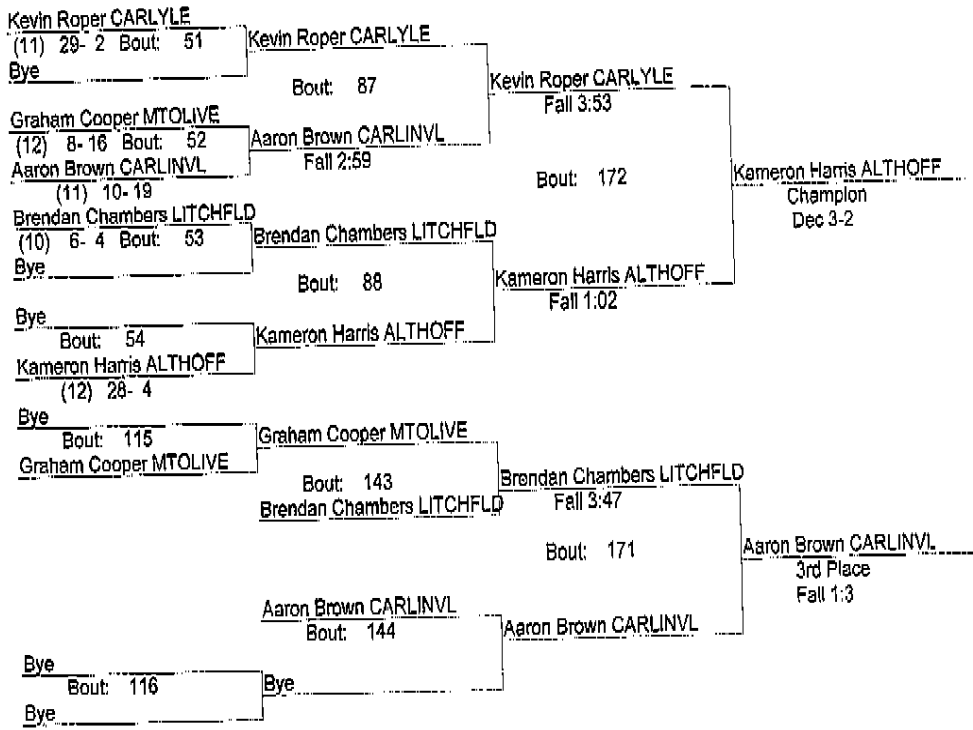 Kevin Roper CARLYLE
(11) 29- 2 Bout: 51
Bye
Kevin Roper CARLYLE
Bout: 87
Kevin Roper CARLYLE
Fall 3:53
Graham Cooper MTOLIVE
(12) 8- 16 Bout: 52
Aaron Brown CARLINVL
(11) 10- 19
Aaron Brown CARLINVL
Fall 2:59
Bout: 172
Kameron Harris ALTHOFF
Champion
Dec 3-2
Brendan Chambers LITCHFLD
(10) 6- 4 Bout: 53
Bye
Brendan Chambers LITCHFLD
Bout: 88
Kameron Harris ALTHOFF
Fall 1:02
Bye
Bout: 54
Kameron Harris ALTHOFF
(12) 28- 4
Kameron Harris ALTHOFF
Bye
Bout: 115
Graham Cooper MTOLIVE
Graham Cooper MTOLIVE
Bout: 143
Brendan Chambers LITCHFLD
Brendan Chambers LITCHFLD
Fall 3:47
Bout: 171
Aaron Brown CARLINVL
3rd Place
Fall 1:3
Aaron Brown CARLINVL
Bout: 144
Aaron Brown CARLINVL
Bye
Bout: 116
Bye
Bye